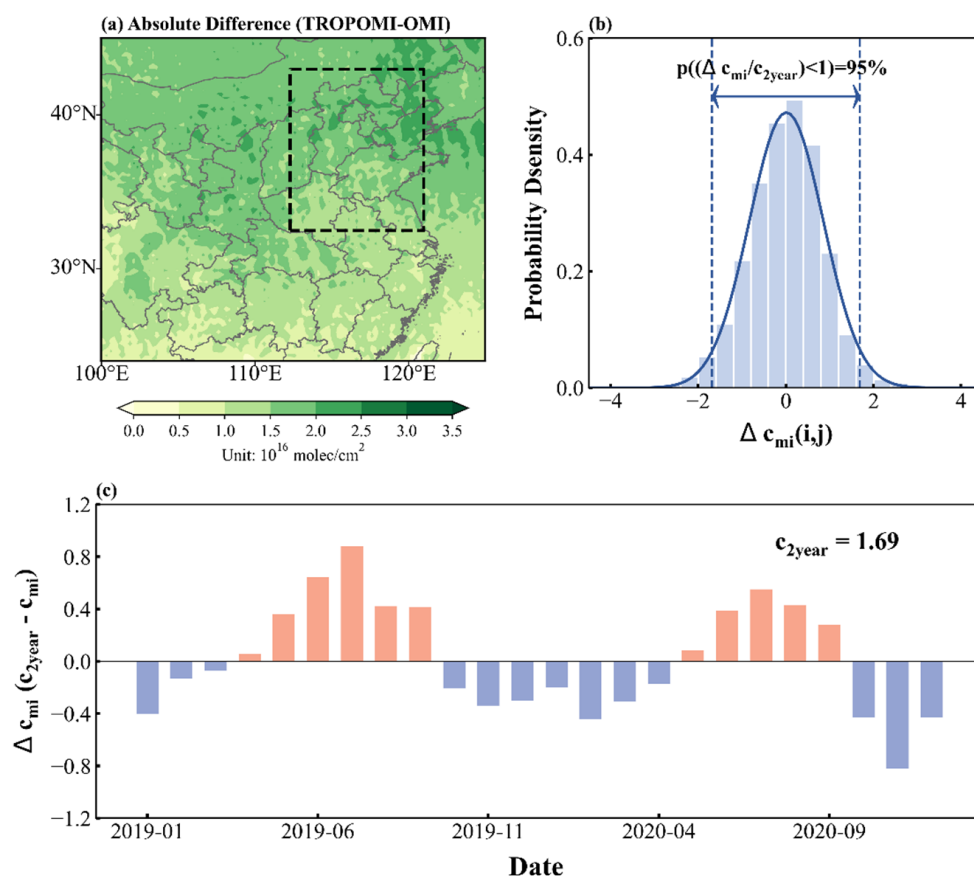 (a) Absolute Difference (TROPOMI-OMI)
40°N
30°N
100°E 110°E 120°E
0.0 0.5 1.0 1.5 2.0 2.5 3.0 3.5
Unit: 10¹⁶ molec/cm²
(b)
p((Δ c_mi/c_2year)<1)=95%
Probability Dsensity
0.6
0.4
0.2
0.0
−4 −2 0 2 4
Δ c_mi(i,j)
(c)
c_2year = 1.69
Δ c_mi (c_2year - c_mi)
1.2
0.8
0.4
0.0
−0.4
−0.8
−1.2
2019-01 2019-06 2019-11 2020-04 2020-09
Date